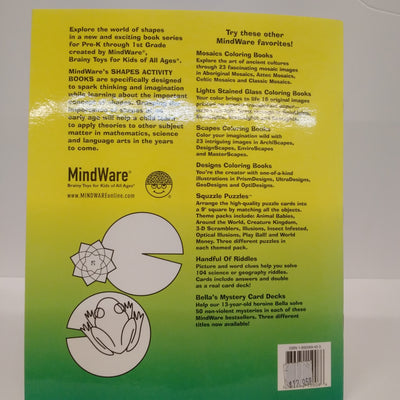 Explore the world of shapes
in a new and exciting book series
for Pre-K through 1st Grade
created by MindWare®,
Brainy Toys for Kids of All Ages®.
MindWare's SHAPES ACTIVITY
BOOKS are specifically designed
to spark thinking and imagination
while learning about the important
early age will help a child learn
to apply theories to other subject
matter in mathematics, science
and language arts in the years
to come.
MindWare®
Brainy Toys for Kids of All Ages®
www.MINDWAREonline.com
Try these other
MindWare favorites!
Mosaics Coloring Books
Explore the art of ancient cultures
through 23 fascinating mosaic images
in Aboriginal Mosaics, Aztec Mosaics,
Celtic Mosaics and Classic Mosaics.
Lights Stained Glass Coloring Books
Your color brings to life 16 original images
Scapes Coloring Books
Color your imagination wild with
23 intriguing images in ArchiScapes,
DesignScapes, EnviroScapes
and MasterScapes.
Designs Coloring Books
You're the creator with one-of-a-kind
illustrations in PrismDesigns, UltraDesigns,
GeoDesigns and OptiDesigns.
Squzzle Puzzles™
Arrange the high-quality puzzle cards into
a 9" square by matching all the objects.
Theme packs include: Animal Babies,
Around the World, Creature Kingdom,
3-D Scramblers, Illusions, Insect Infested,
Optical Illusions, Play Ball! and World
Money. Three different puzzles in
each themed pack.
Handful Of Riddles
Picture and word clues help you solve
104 science or geography riddles.
Cards include answers and double
as a real card deck!
Bella's Mystery Card Decks
Help our 13-year-old heroine Bella solve
50 non-violent mysteries in each of these
MindWare bestsellers. Three different
titles now available!